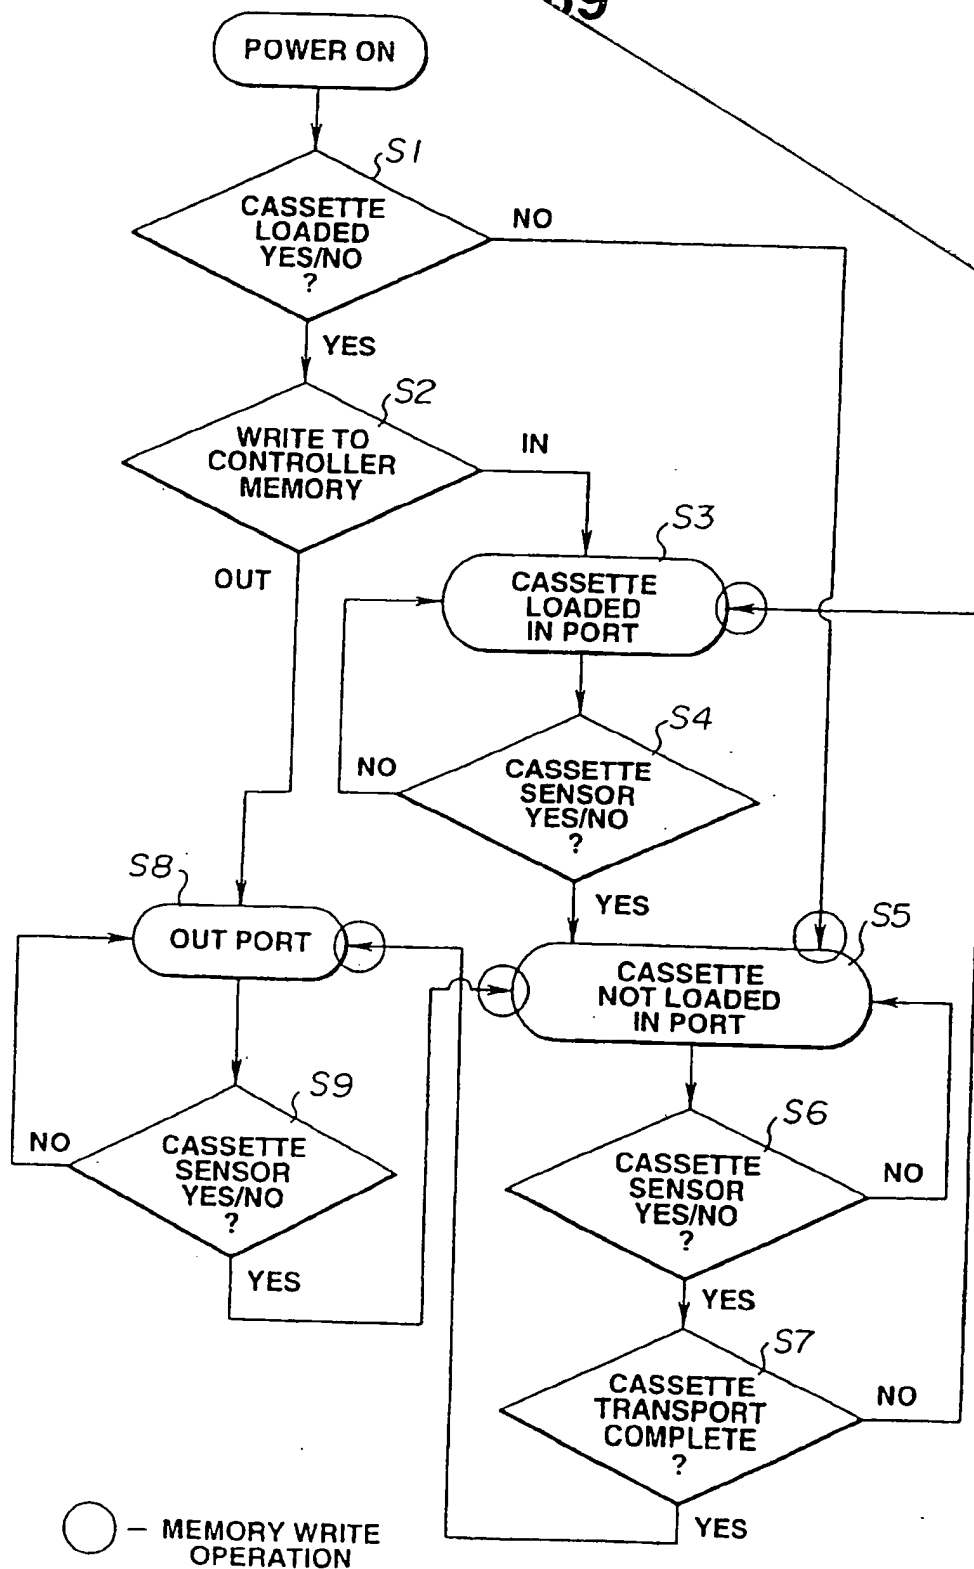 POWER ON
S1
CASSETTE
LOADED
YES/NO
?
NO
YES
S2
WRITE TO
CONTROLLER
MEMORY
IN
OUT
S3
CASSETTE
LOADED
IN PORT
S4
CASSETTE
SENSOR
YES/NO
?
NO
YES
S8
OUT PORT
S5
CASSETTE
NOT LOADED
IN PORT
S9
CASSETTE
SENSOR
YES/NO
?
NO
YES
S6
CASSETTE
SENSOR
YES/NO
?
NO
YES
S7
CASSETTE
TRANSPORT
COMPLETE
?
NO
YES
– MEMORY WRITE
OPERATION